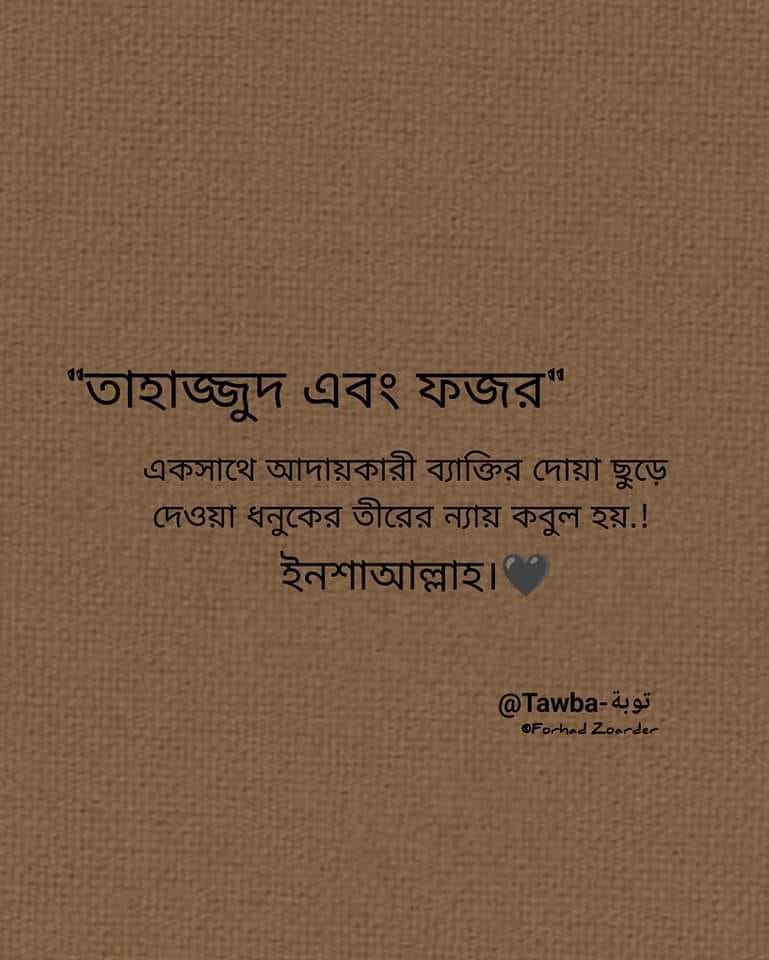 "তাহাজ্জুদ এবং ফজর"
একসাথে আদায়কারী ব্যাক্তির দোয়া ছুড়ে
দেওয়া ধনুকের তীরের ন্যায় কবুল হয়.!
ইনশাআল্লাহ।🖤
@Tawba-توبة
©Forhad Zoarder